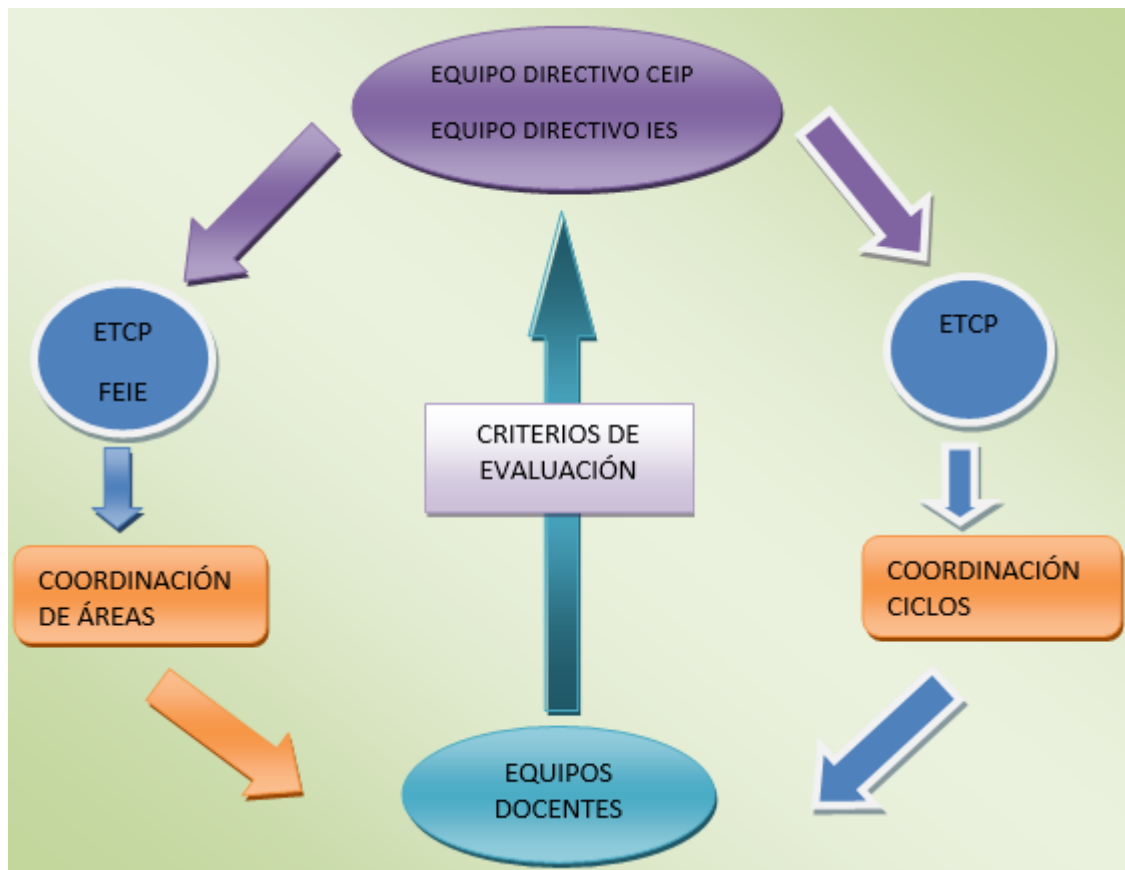 EQUIPO DIRECTIVO CEIP
EQUIPO DIRECTIVO IES
ETCP
FEIE
ETCP
CRITERIOS DE
EVALUACIÓN
COORDINACIÓN
DE ÁREAS
COORDINACIÓN
CICLOS
EQUIPOS
DOCENTES